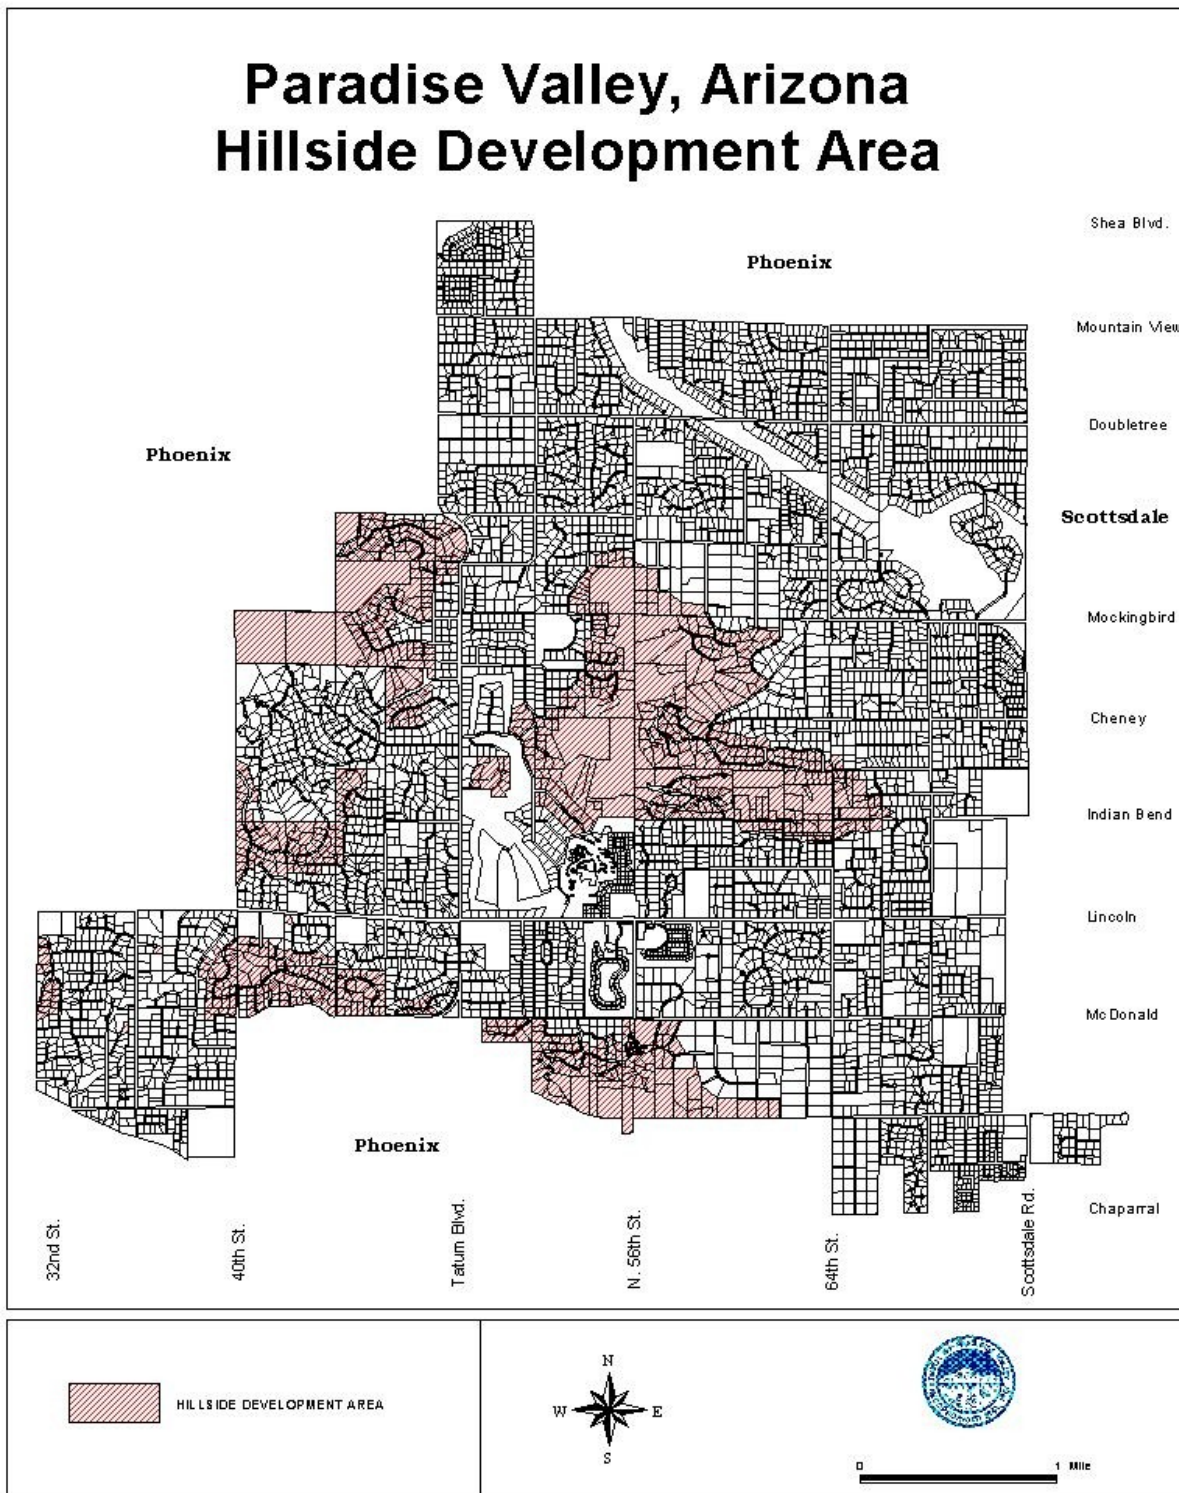 Paradise Valley, Arizona
Hillside Development Area
Shea Blvd.
Phoenix
Mountain View
Doubletree
Phoenix
Scottsdale
Mockingbird
Cheney
Indian Bend
Lincoln
McDonald
Phoenix
Chaparral
32nd St.
40th St.
Tatum Blvd.
N. 56th St.
64th St.
Scottsdale Rd.
HILLSIDE DEVELOPMENT AREA
N
W E
S
0 1 Mile